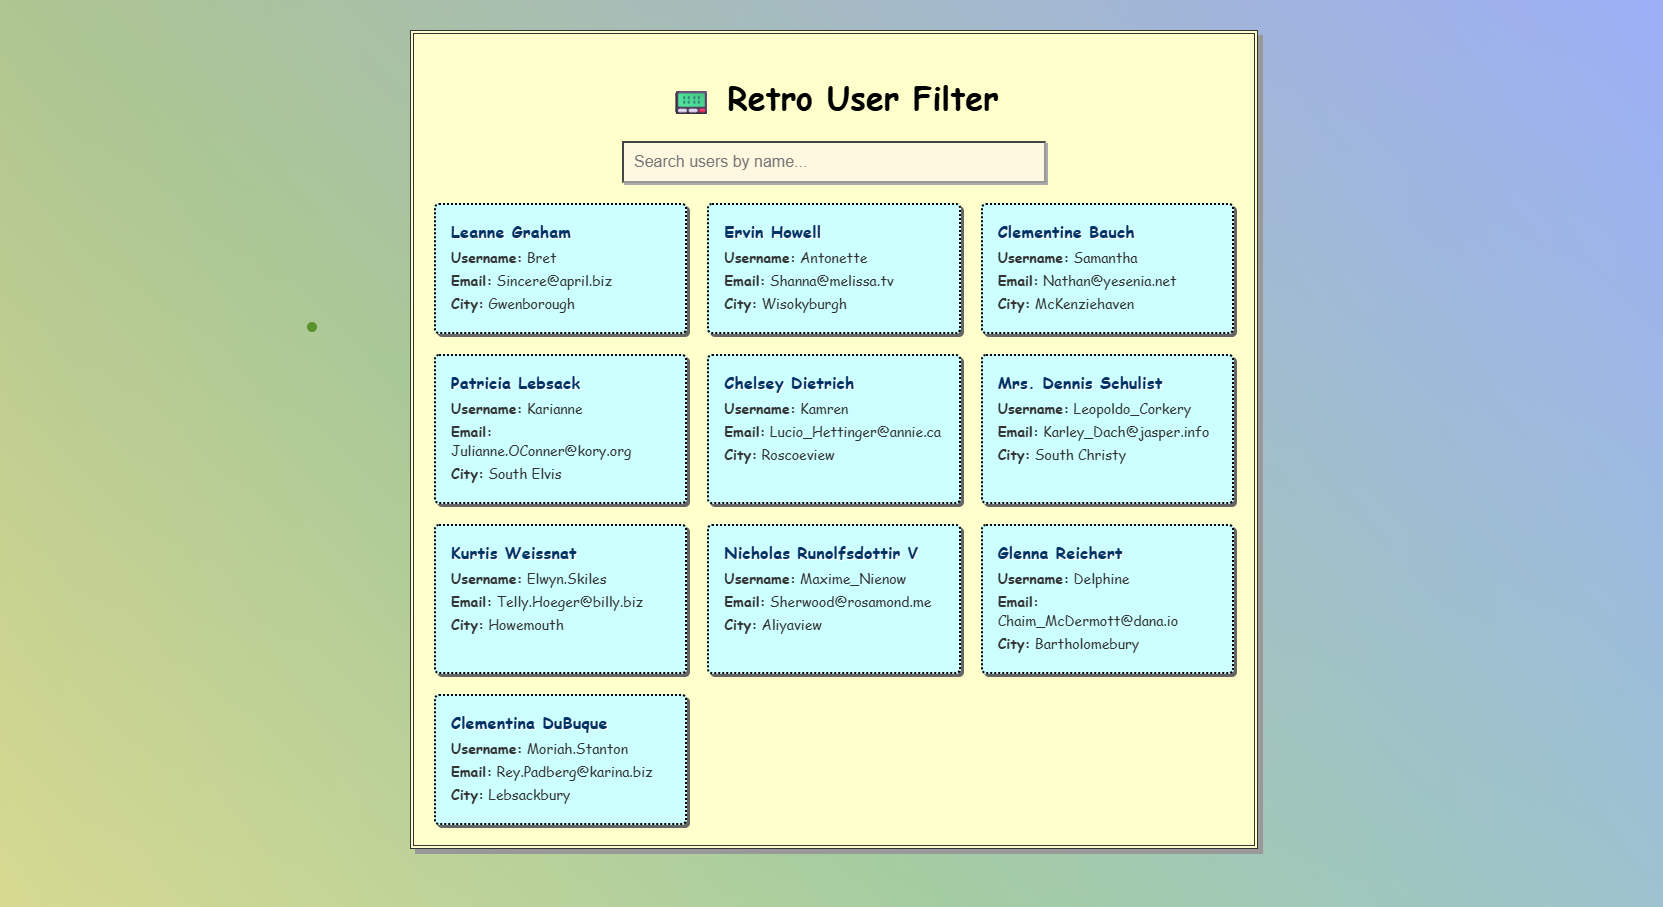 Retro User Filter
Search users by name...
Leanne Graham
Username: Bret
Email: Sincere@april.biz
City: Gwenborough
Ervin Howell
Username: Antonette
Email: Shanna@melissa.tv
City: Wisokyburgh
Clementine Bauch
Username: Samantha
Email: Nathan@yesenia.net
City: McKenziehaven
Patricia Lebsack
Username: Karianne
Email:
Julianne.OConner@kory.org
City: South Elvis
Chelsey Dietrich
Username: Kamren
Email: Lucio_Hettinger@annie.ca
City: Roscoeview
Mrs. Dennis Schulist
Username: Leopoldo_Corkery
Email: Karley_Dach@jasper.info
City: South Christy
Kurtis Weissnat
Username: Elwyn.Skiles
Email: Telly.Hoeger@billy.biz
City: Howemouth
Nicholas Runolfsdottir V
Username: Maxime_Nienow
Email: Sherwood@rosamond.me
City: Aliyaview
Glenna Reichert
Username: Delphine
Email:
Chaim_McDermott@dana.io
City: Bartholomebury
Clementina DuBuque
Username: Moriah.Stanton
Email: Rey.Padberg@karina.biz
City: Lebsackbury